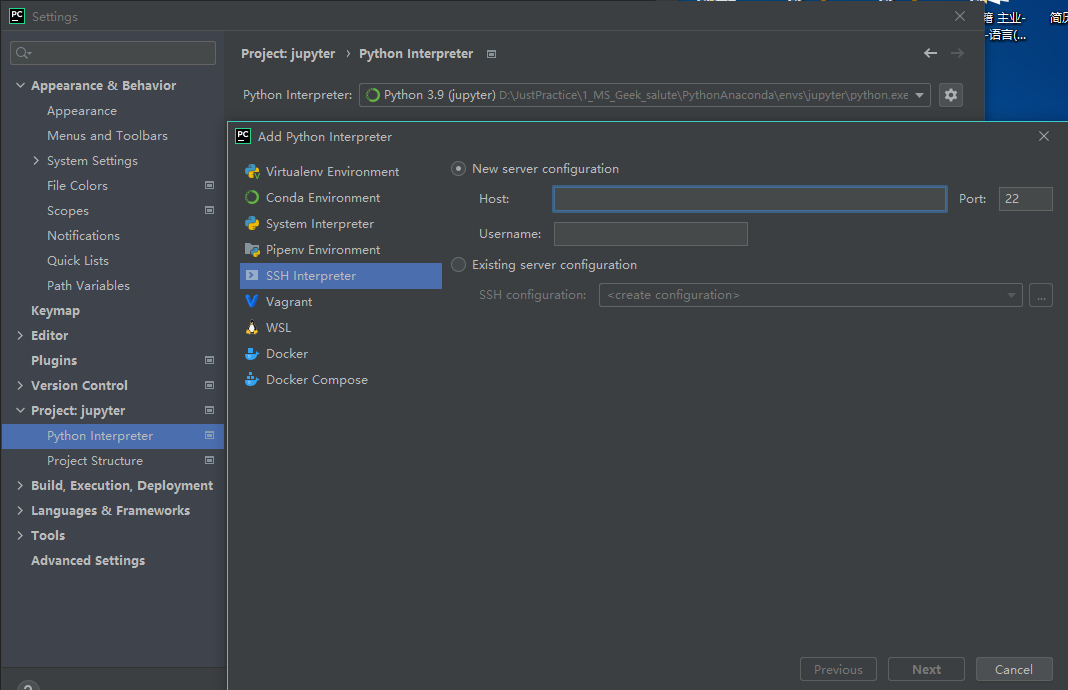 Settings
Project: jupyter › Python Interpreter
Python Interpreter: Python 3.9 (jupyter) D:\JustPractice\1_MS_Geek_salute\PythonAnaconda\envs\jupyter\python.exe
Appearance & Behavior
Appearance
Menus and Toolbars
System Settings
File Colors
Scopes
Notifications
Quick Lists
Path Variables
Keymap
Editor
Plugins
Version Control
Project: jupyter
Python Interpreter
Project Structure
Build, Execution, Deployment
Languages & Frameworks
Tools
Advanced Settings
?
PC Add Python Interpreter
Virtualenv Environment
Conda Environment
System Interpreter
Pipenv Environment
SSH Interpreter
Vagrant
WSL
Docker
Docker Compose
New server configuration
Host:
Port: 22
Username:
Existing server configuration
SSH configuration: <create configuration> ...
Previous Next Cancel
主业-
-语言(...
简历